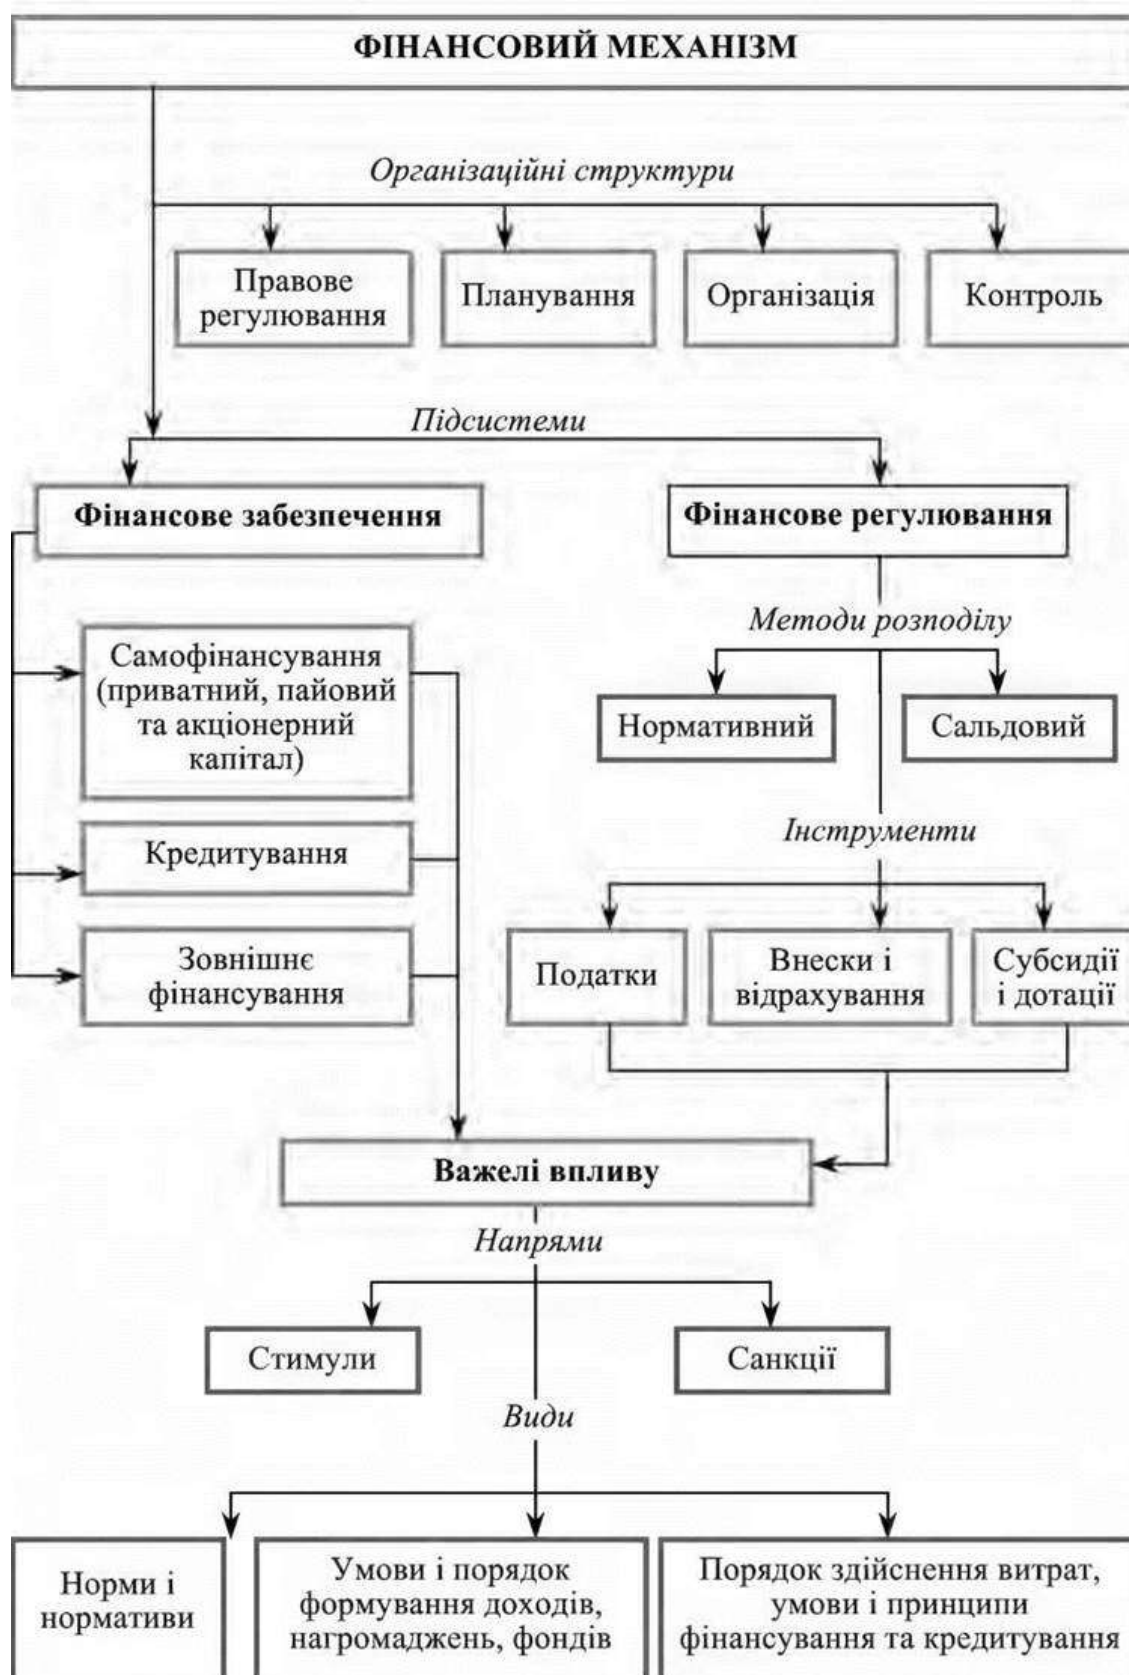 ФІНАНСОВИЙ МЕХАНІЗМ
Організаційні структури
Правове
регулювання
Планування
Організація
Контроль
Підсистеми
Фінансове забезпечення
Фінансове регулювання
Методи розподілу
Самофінансування
(приватний, пайовий
та акціонерний
капітал)
Нормативний
Сальдовий
Інструменти
Кредитування
Зовнішнє
фінансування
Податки
Внески і
відрахування
Субсидії
і дотації
Важелі впливу
Напрями
Стимули
Санкції
Види
Норми і
нормативи
Умови і порядок
формування доходів,
нагромаджень, фондів
Порядок здійснення витрат,
умови і принципи
фінансування та кредитування